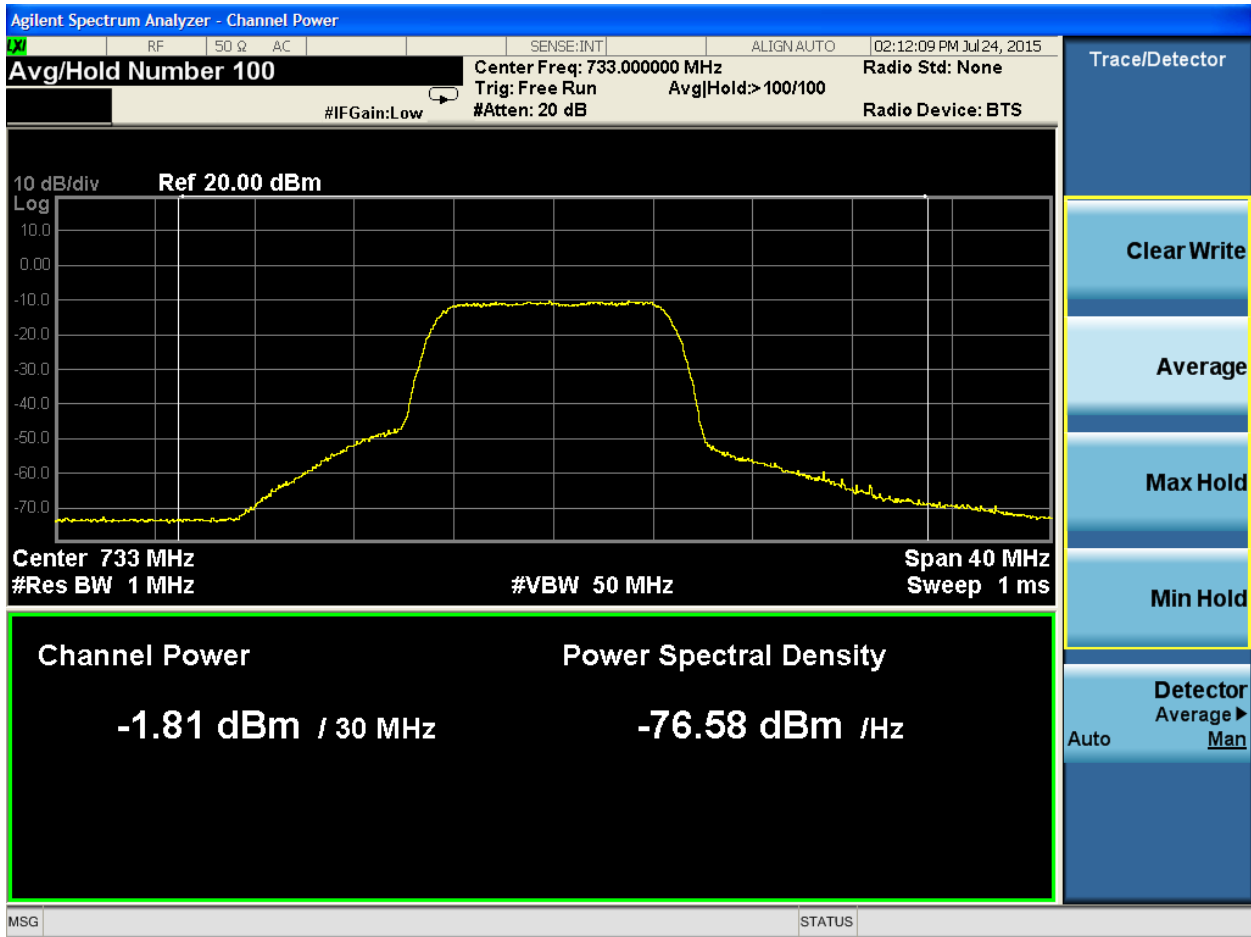 Agilent Spectrum Analyzer - Channel Power
LXI RF 50 Ω AC SENSE:INT ALIGN AUTO 02:12:09 PM Jul 24, 2015
Avg/Hold Number 100
Center Freq: 733.000000 MHz Radio Std: None
Trig: Free Run Avg|Hold:>100/100
#IFGain:Low #Atten: 20 dB Radio Device: BTS
10 dB/div Ref 20.00 dBm
Log
10.0
0.00
-10.0
-20.0
-30.0
-40.0
-50.0
-60.0
-70.0
Center 733 MHz Span 40 MHz
#Res BW 1 MHz #VBW 50 MHz Sweep 1 ms
Channel Power Power Spectral Density
-1.81 dBm / 30 MHz -76.58 dBm /Hz
Trace/Detector
Clear Write
Average
Max Hold
Min Hold
Detector
Average▶
Auto Man
MSG STATUS